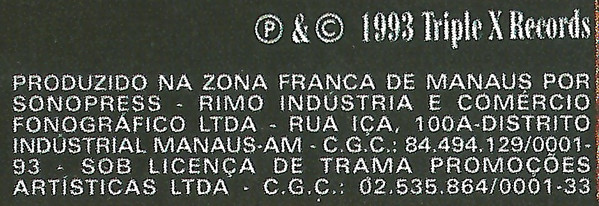 ℗ & © 1993 Triple X Records
PRODUZIDO NA ZONA FRANCA DE MANAUS POR
SONOPRESS - RIMO INDÚSTRIA E COMÉRCIO
FONOGRÁFICO LTDA - RUA IÇA, 100A-DISTRITO
INDUSTRIAL MANAUS-AM - C.G.C.: 84.494.129/0001-
93 - SOB LICENÇA DE TRAMA PROMOÇÕES
ARTÍSTICAS LTDA - C.G.C.: 02.535.864/0001-33